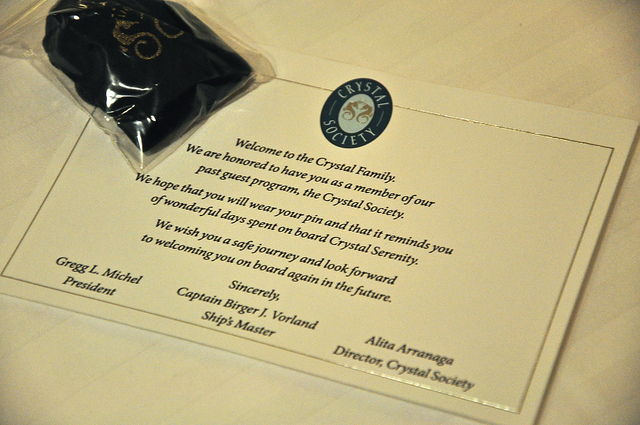 CRYSTAL
SOCIETY
Welcome to the Crystal Family.
We are honored to have you as a member of our
past guest program, the Crystal Society.
We hope that you will wear your pin and that it reminds you
of wonderful days spent on board Crystal Serenity.
We wish you a safe journey and look forward
to welcoming you on board again in the future.
Sincerely,
Gregg L. Michel
President
Captain Birger J. Vorland
Ship's Master
Alita Arranaga
Director, Crystal Society